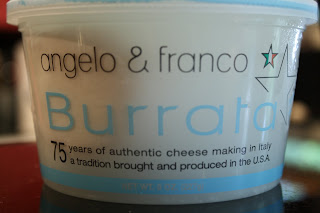 angelo & franco
Burrata
75 years of authentic cheese making in Italy
a tradition brought and produced in the U.S.A.